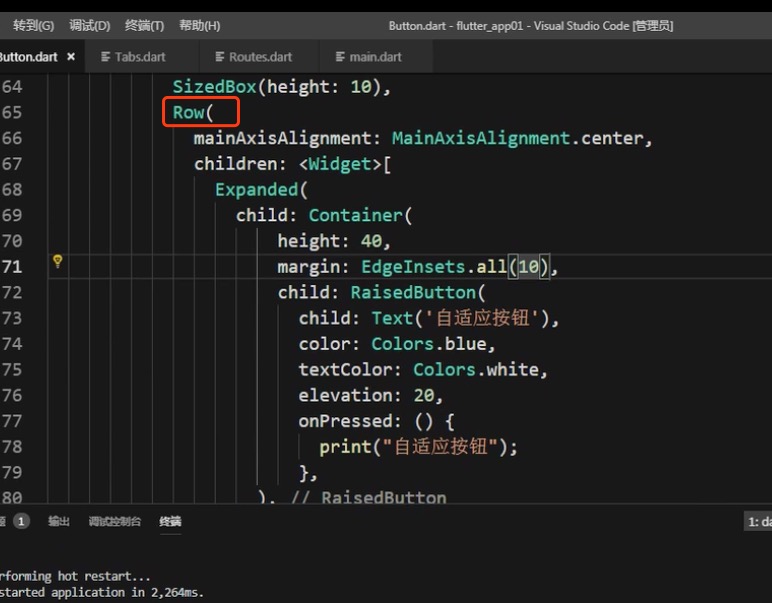 转到(G) 调试(D) 终端(T) 帮助(H) Button.dart - flutter_app01 - Visual Studio Code [管理员]
Button.dart × Tabs.dart Routes.dart main.dart
64 SizedBox(height: 10),
65 Row(
66 mainAxisAlignment: MainAxisAlignment.center,
67 children: <Widget>[
68 Expanded(
69 child: Container(
70 height: 40,
71 margin: EdgeInsets.all(10),
72 child: RaisedButton(
73 child: Text('自适应按钮'),
74 color: Colors.blue,
75 textColor: Colors.white,
76 elevation: 20,
77 onPressed: () {
78 print("自适应按钮");
79 },
80 ), // RaisedButton
题 1 输出 调试控制台 终端 1: da
rforming hot restart...
started application in 2,264ms.